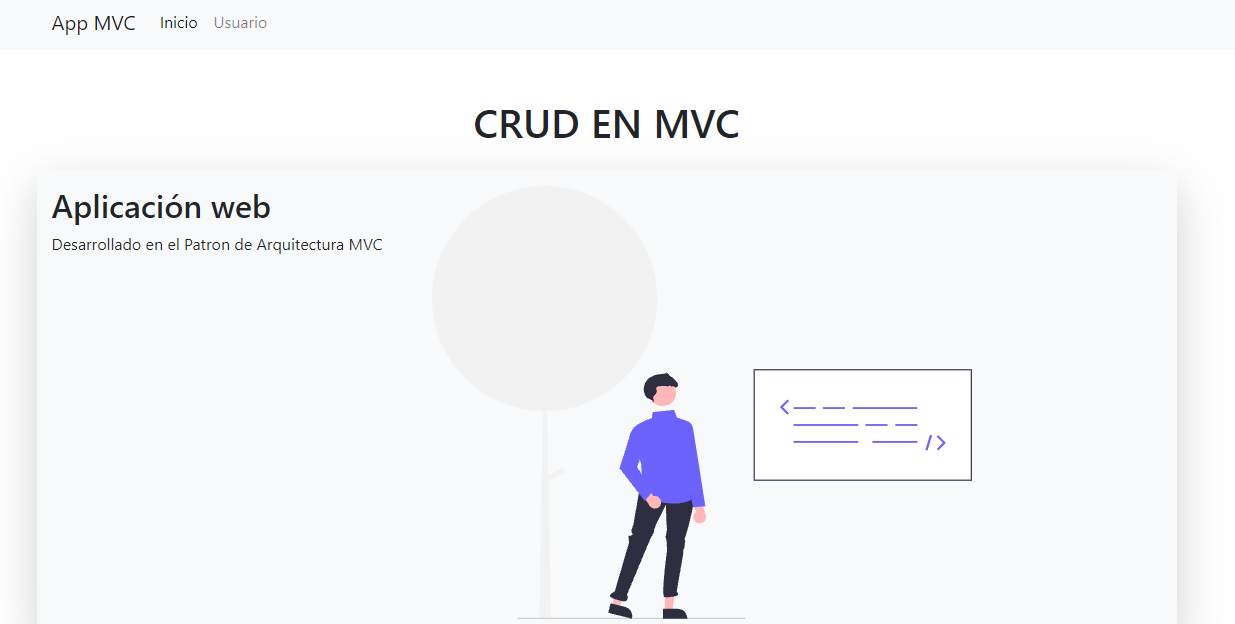 App MVC Inicio Usuario
CRUD EN MVC
Aplicación web
Desarrollado en el Patron de Arquitectura MVC